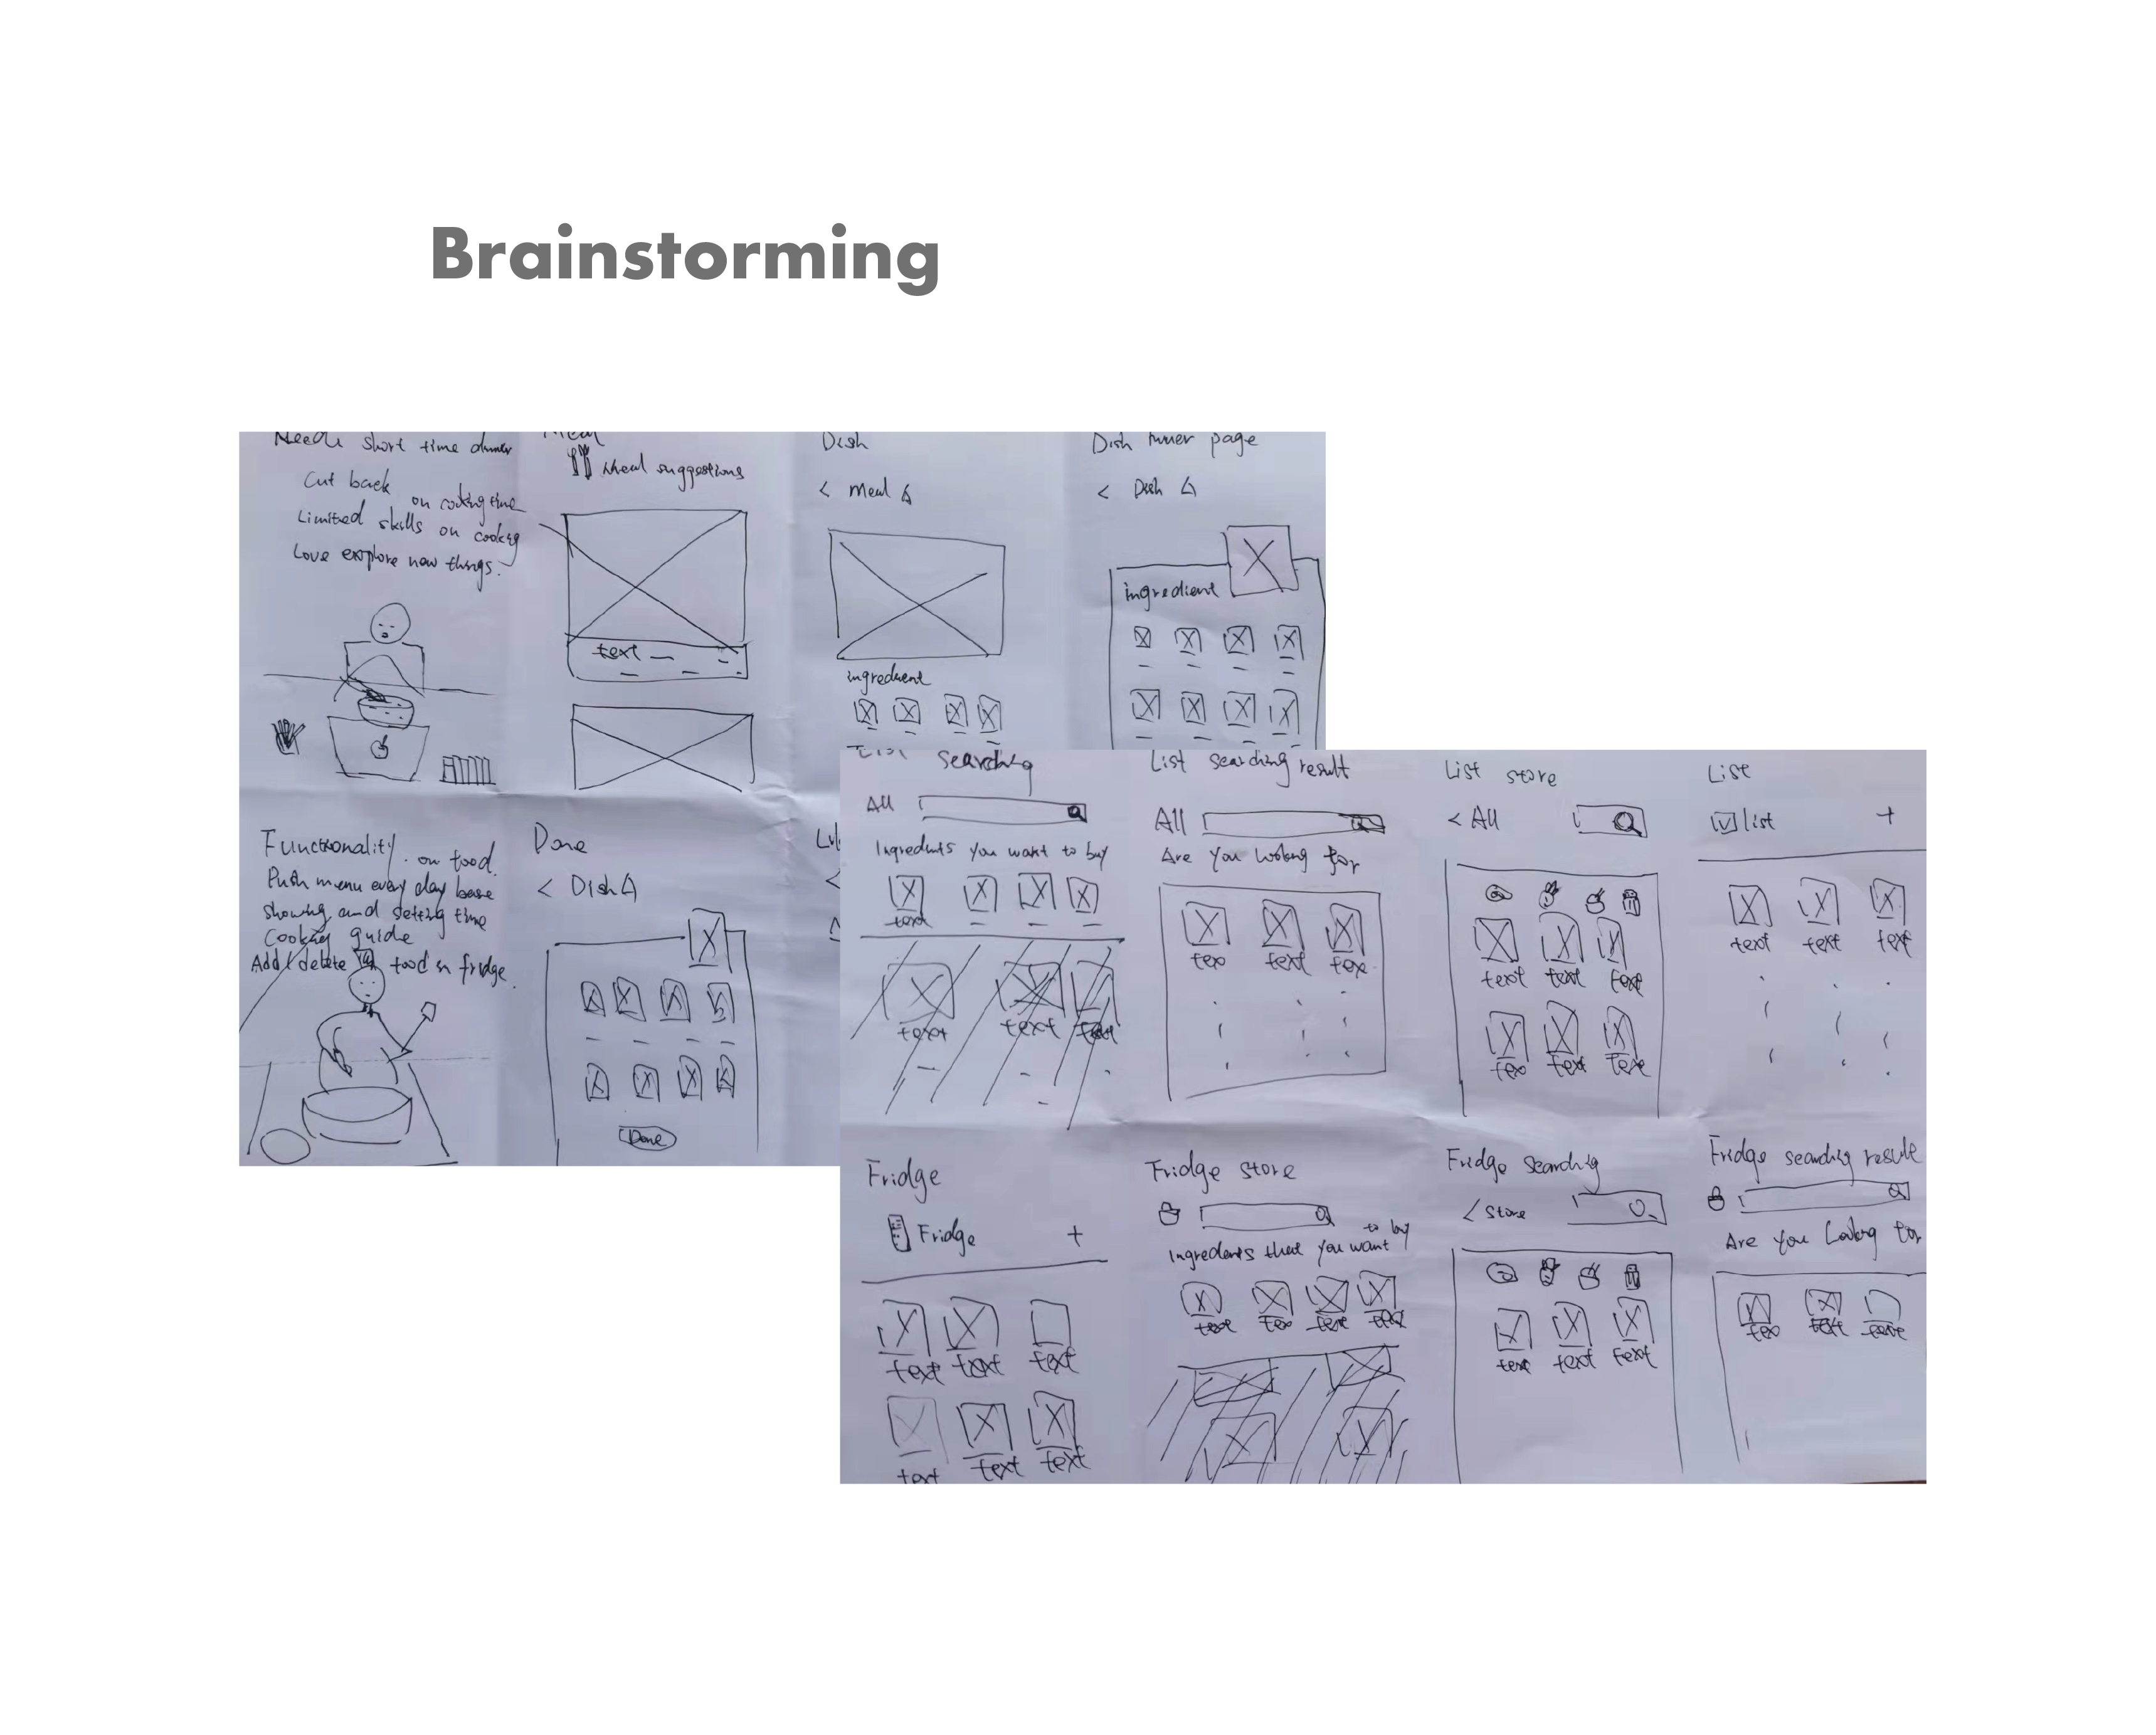 Brainstorming
Needs short time dinner
Cut back on cooking time
Limited skills on cooking
Love explore new things.
Meal
Meal suggestions
text
Dish
< Meal
ingredient
Dish inner page
< Dish
ingredient
Functionality. on food.
Push menu every day base
showing and setting time
Cooking guide
Add / delete food in fridge.
Done
< Dish
Done
List searching
All
Ingredients you want to buy
text
text text text
List searching result
All
Are you looking for
tex text tex
List store
< All
text text text
tex text text
List
list +
text text text
Fridge
Fridge +
text text text
text text text
Fridge store
Ingredients that you want to buy
text tex text text
Fridge searching
< store
text text text
Fridge searching result
Are you looking for
tex text text